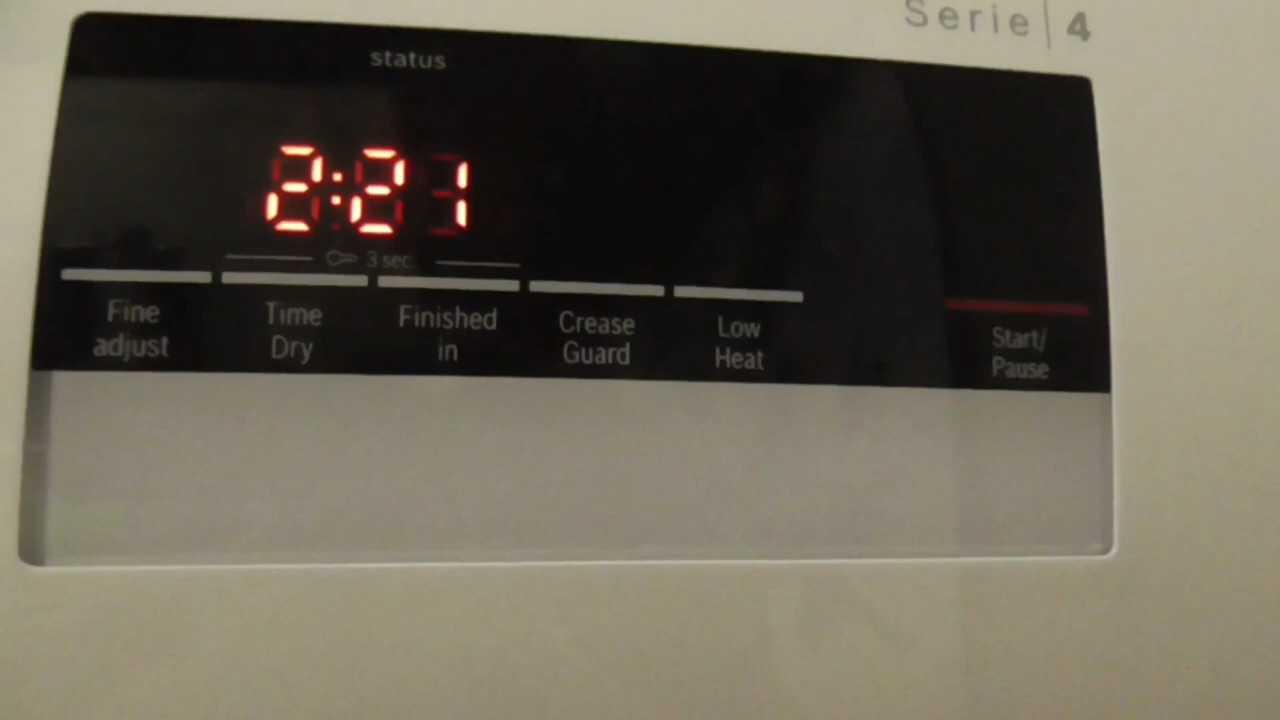 Serie | 4
status
2:21
3 sec.
Fine
adjust
Time
Dry
Finished
in
Crease
Guard
Low
Heat
Start/
Pause